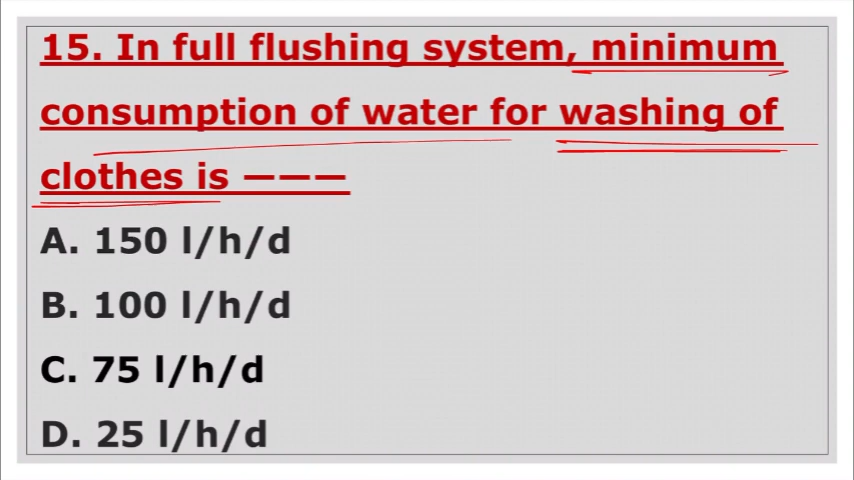 15. In full flushing system, minimum
consumption of water for washing of
clothes is ———
A. 150 l/h/d
B. 100 l/h/d
C. 75 l/h/d
D. 25 l/h/d